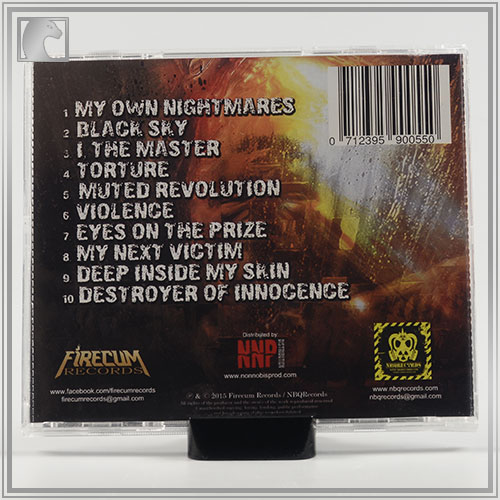 1 MY OWN NIGHTMARES
2 BLACK SKY
3 I, THE MASTER
4 TORTURE
5 MUTED REVOLUTION
6 VIOLENCE
7 EYES ON THE PRIZE
8 MY NEXT VICTIM
9 DEEP INSIDE MY SKIN
10 DESTROYER OF INNOCENCE
0 712395 900550
FIRECUM
RECORDS
www.facebook.com/firecumrecords
firecumrecords@gmail.com
Distributed by:
NNP
www.nonnobisprod.com
NBQRECORDS
www.nbqrecords.com
nbqrecords@gmail.com
℗ & © 2015 Firecum Records / NBQRecords